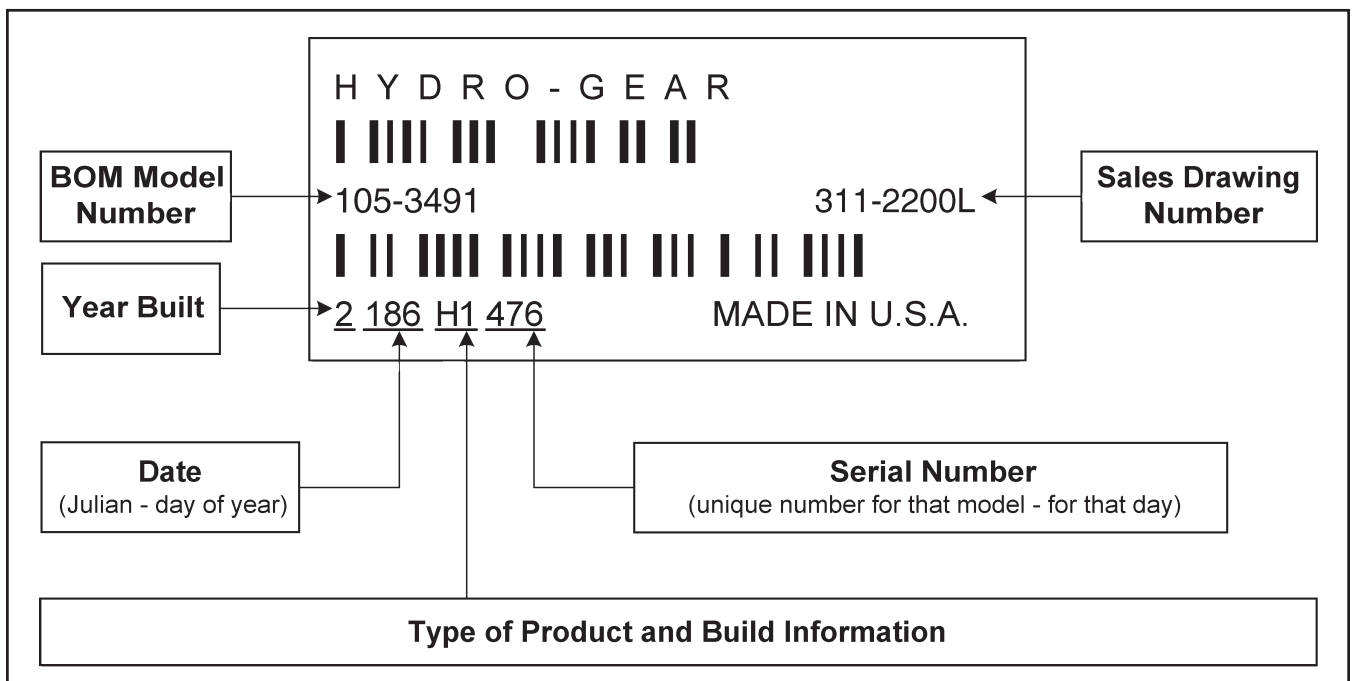 HYDRO-GEAR
BOM Model
Number
105-3491
311-2200L
Sales Drawing
Number
Year Built
2 186 H1 476
MADE IN U.S.A.
Date
(Julian - day of year)
Serial Number
(unique number for that model - for that day)
Type of Product and Build Information